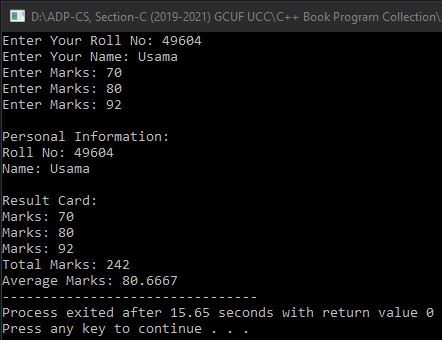 D:\ADP-CS, Section-C (2019-2021) GCUF UCC\C++ Book Program Collection\
Enter Your Roll No: 49604
Enter Your Name: Usama
Enter Marks: 70
Enter Marks: 80
Enter Marks: 92
Personal Information:
Roll No: 49604
Name: Usama
Result Card:
Marks: 70
Marks: 80
Marks: 92
Total Marks: 242
Average Marks: 80.6667
--------------------------------
Process exited after 15.65 seconds with return value 0
Press any key to continue . . .